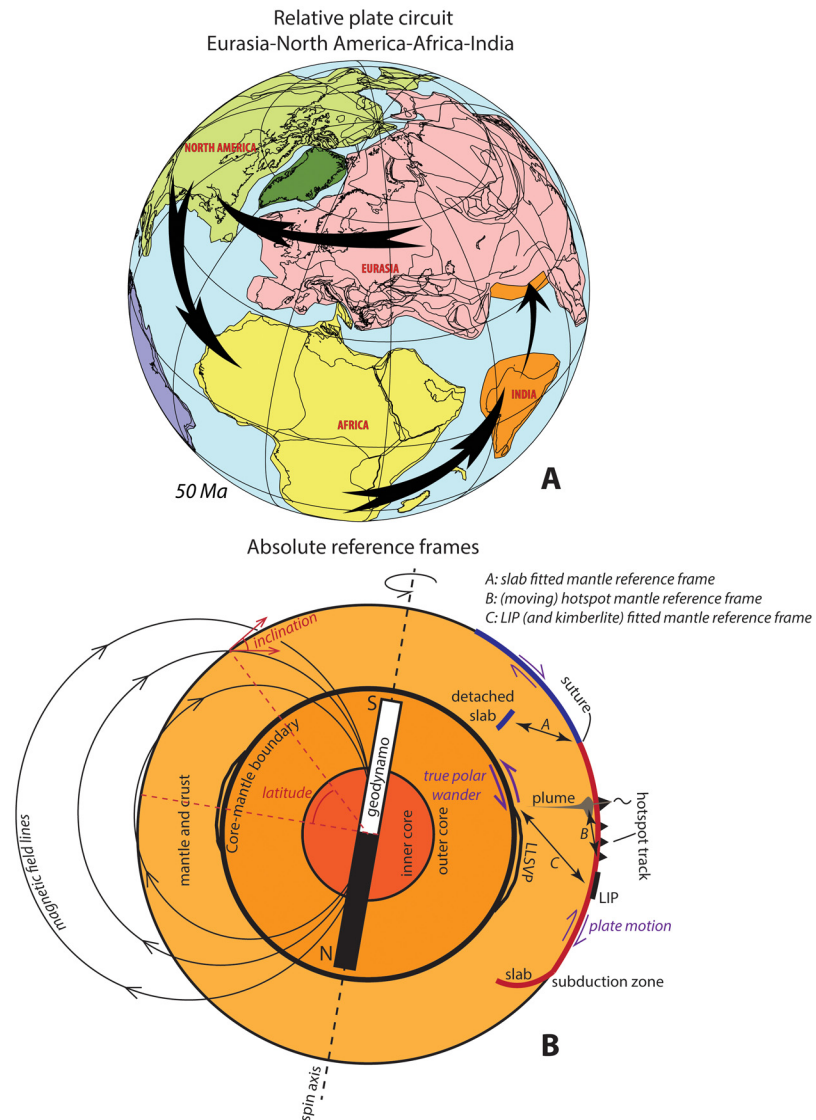 Relative plate circuit
Eurasia-North America-Africa-India
NORTH AMERICA
EURASIA
INDIA
AFRICA
50 Ma
A
Absolute reference frames
A: slab fitted mantle reference frame
B: (moving) hotspot mantle reference frame
C: LIP (and kimberlite) fitted mantle reference frame
inclination
suture
detached
slab
A
S
Core-mantle boundary
geodynamo
true polar
wander
plume
hotspot track
B
latitude
mantle and crust
magnetic field lines
inner core
outer core
LLSVP
C
LIP
plate motion
N
slab
subduction zone
B
spin axis